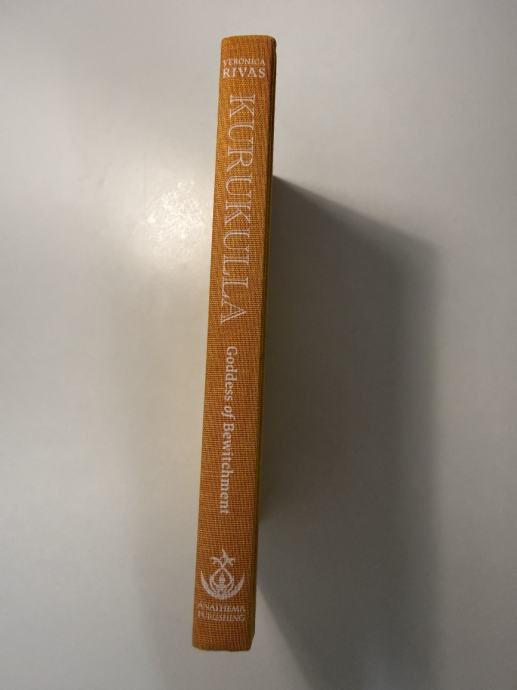 VERONICA
RIVAS
KURUKULLA
Goddess of Bewitchment
ANATHEMA
PUBLISHING